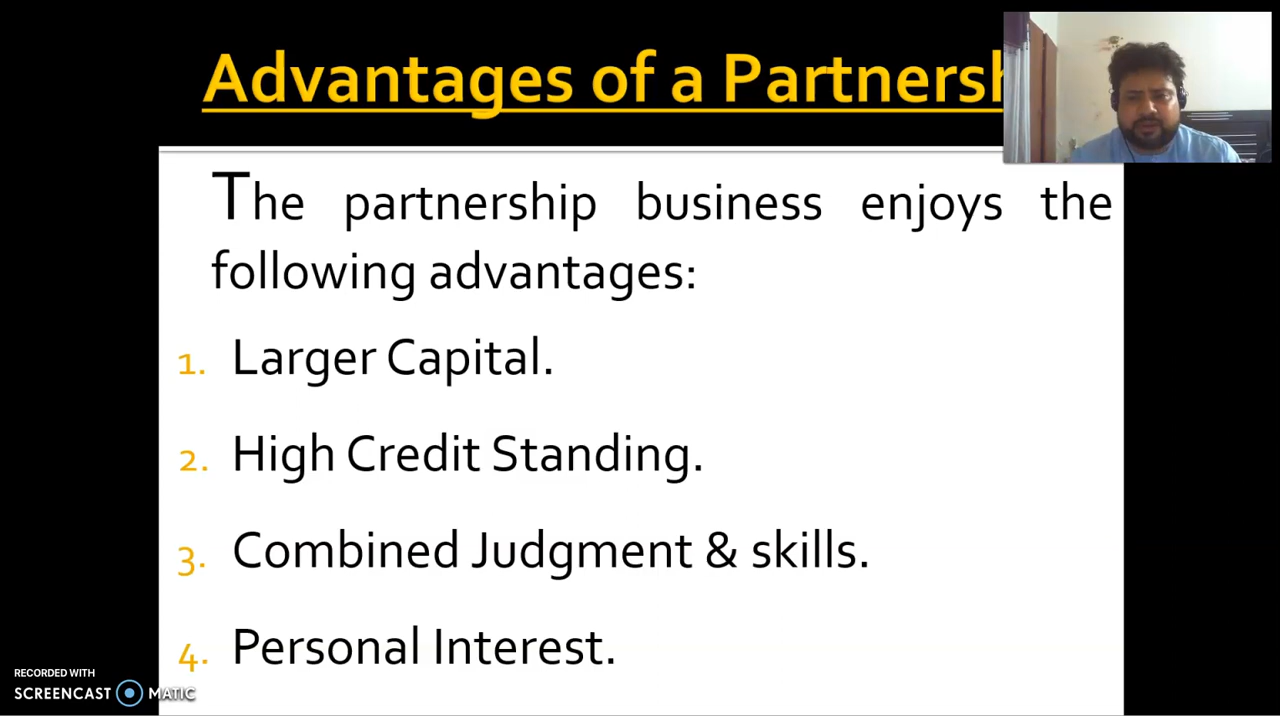 Advantages of a Partnersh
The partnership business enjoys the
following advantages:
1. Larger Capital.
2. High Credit Standing.
3. Combined Judgment & skills.
4. Personal Interest.
RECORDED WITH
SCREENCAST MATIC